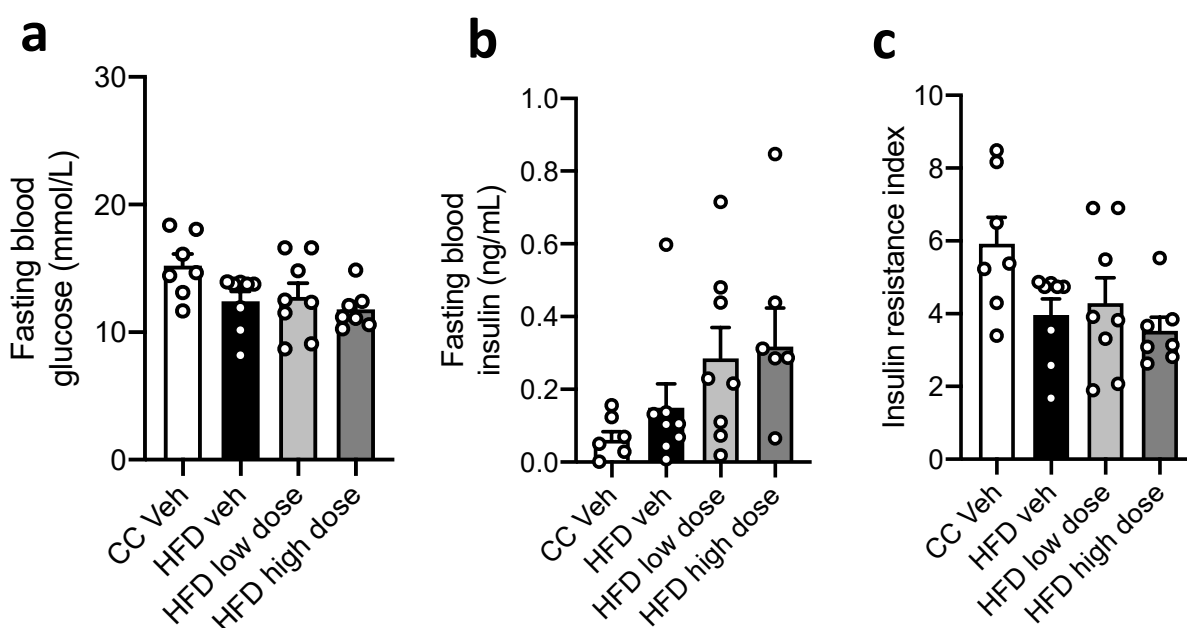 a
Fasting blood
glucose (mmol/L)
30
20
10
0
CC Veh
HFD veh
HFD low dose
HFD high dose
b
Fasting blood
insulin (ng/mL)
1.0
0.8
0.6
0.4
0.2
0.0
CC Veh
HFD veh
HFD low dose
HFD high dose
c
Insulin resistance index
10
8
6
4
2
0
CC Veh
HFD veh
HFD low dose
HFD high dose